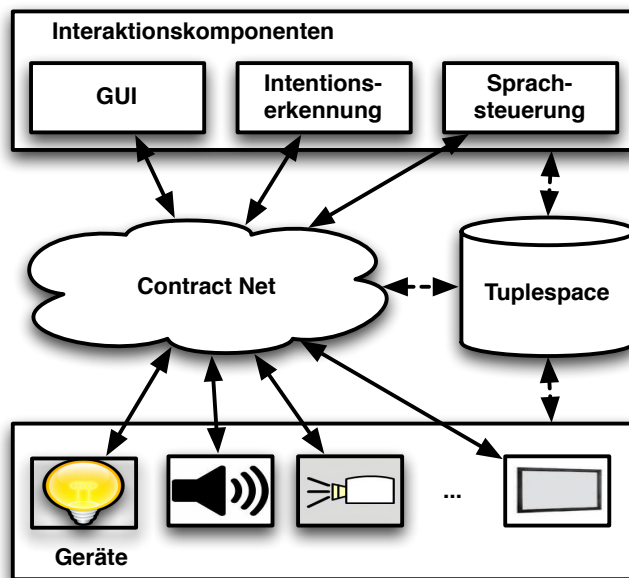 Interaktionskomponenten
GUI
Intentions-
erkennung
Sprach-
steuerung
Contract Net
Tuplespace
...
Geräte